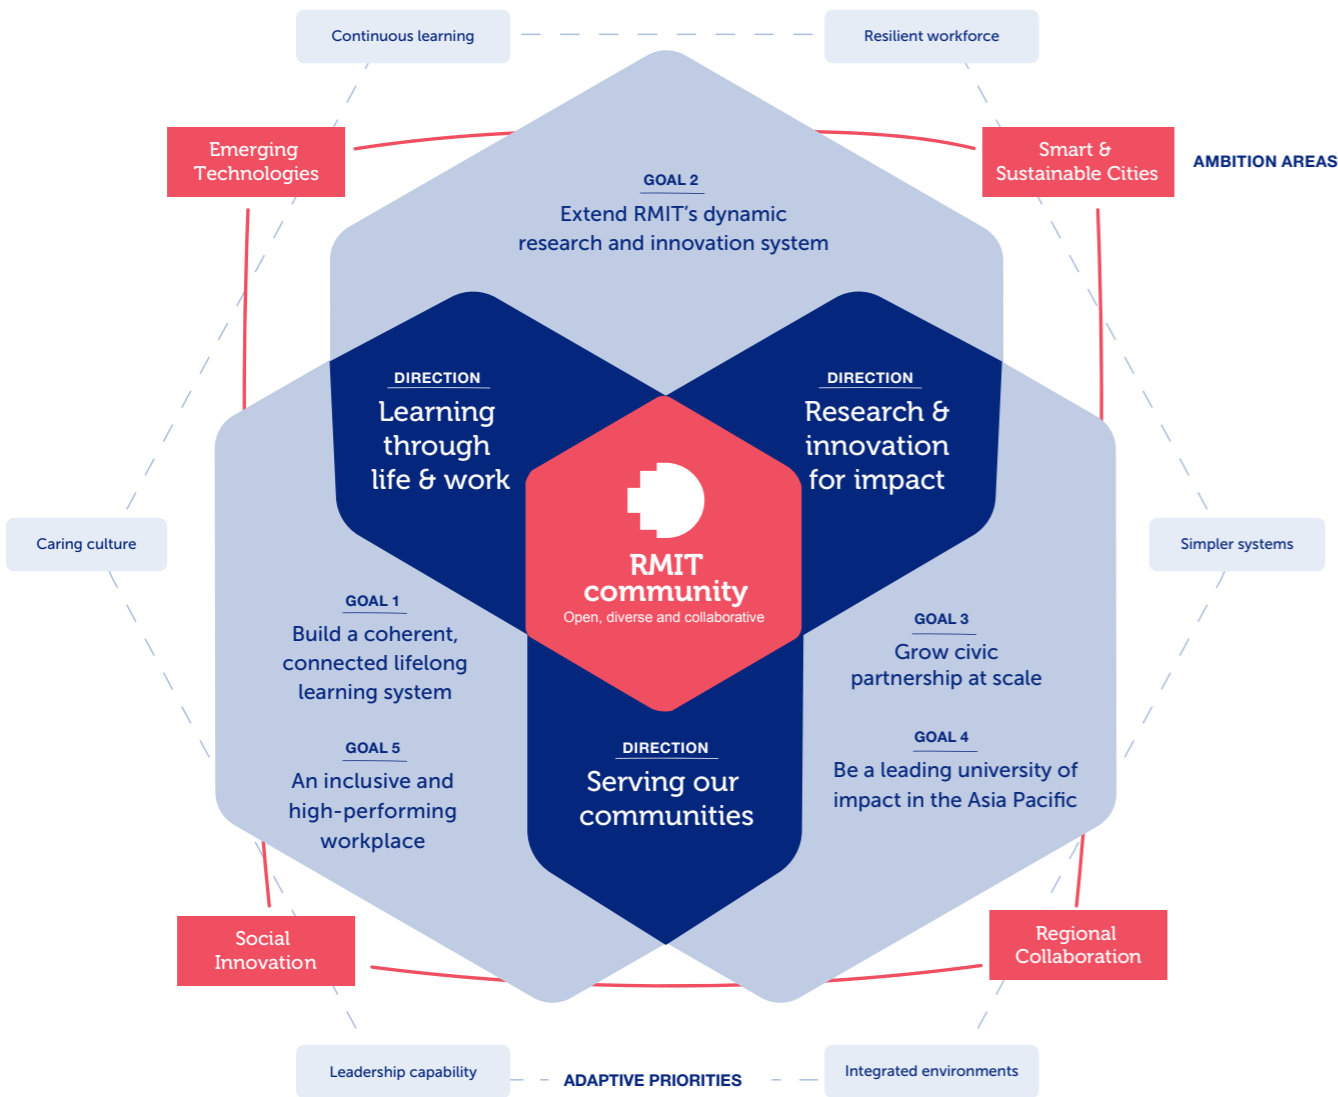 Continuous learning
Resilient workforce
Emerging
Technologies
Smart &
Sustainable Cities
AMBITION AREAS
GOAL 2
Extend RMIT's dynamic
research and innovation system
DIRECTION
Learning
through
life & work
DIRECTION
Research &
innovation
for impact
RMIT
community
Open, diverse and collaborative
Caring culture
Simpler systems
GOAL 1
Build a coherent,
connected lifelong
learning system
GOAL 3
Grow civic
partnership at scale
GOAL 5
An inclusive and
high-performing
workplace
DIRECTION
Serving our
communities
GOAL 4
Be a leading university of
impact in the Asia Pacific
Social
Innovation
Regional
Collaboration
Leadership capability
ADAPTIVE PRIORITIES
Integrated environments